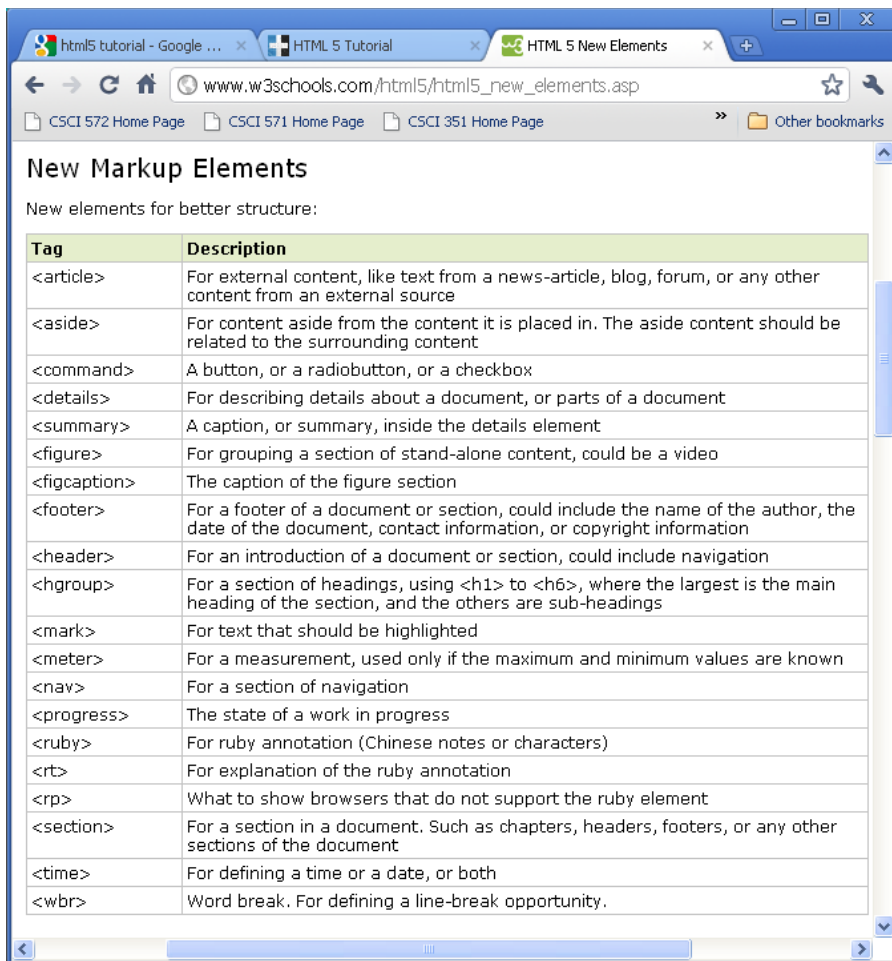 html5 tutorial - Google ...
HTML 5 Tutorial
HTML 5 New Elements
www.w3schools.com/html5/html5_new_elements.asp
CSCI 572 Home Page
CSCI 571 Home Page
CSCI 351 Home Page
»
Other bookmarks
New Markup Elements
New elements for better structure:
Tag Description
<article> For external content, like text from a news-article, blog, forum, or any other
content from an external source
<aside> For content aside from the content it is placed in. The aside content should be
related to the surrounding content
<command> A button, or a radiobutton, or a checkbox
<details> For describing details about a document, or parts of a document
<summary> A caption, or summary, inside the details element
<figure> For grouping a section of stand-alone content, could be a video
<figcaption> The caption of the figure section
<footer> For a footer of a document or section, could include the name of the author, the
date of the document, contact information, or copyright information
<header> For an introduction of a document or section, could include navigation
<hgroup> For a section of headings, using <h1> to <h6>, where the largest is the main
heading of the section, and the others are sub-headings
<mark> For text that should be highlighted
<meter> For a measurement, used only if the maximum and minimum values are known
<nav> For a section of navigation
<progress> The state of a work in progress
<ruby> For ruby annotation (Chinese notes or characters)
<rt> For explanation of the ruby annotation
<rp> What to show browsers that do not support the ruby element
<section> For a section in a document. Such as chapters, headers, footers, or any other
sections of the document
<time> For defining a time or a date, or both
<wbr> Word break. For defining a line-break opportunity.